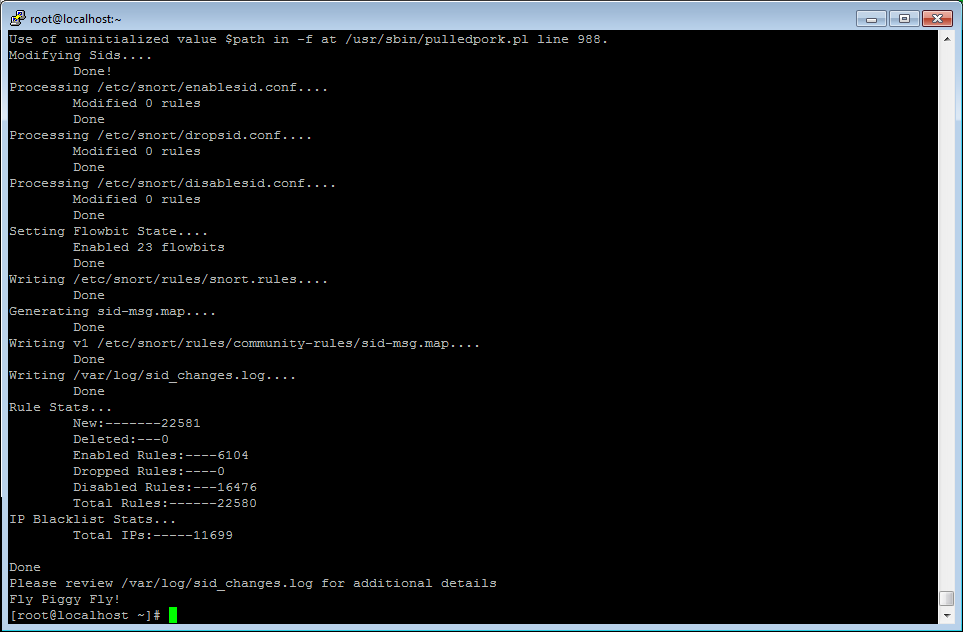 root@localhost:~
Use of uninitialized value $path in -f at /usr/sbin/pulledpork.pl line 988.
Modifying Sids....
Done!
Processing /etc/snort/enablesid.conf....
Modified 0 rules
Done
Processing /etc/snort/dropsid.conf....
Modified 0 rules
Done
Processing /etc/snort/disablesid.conf....
Modified 0 rules
Done
Setting Flowbit State....
Enabled 23 flowbits
Done
Writing /etc/snort/rules/snort.rules....
Done
Generating sid-msg.map....
Done
Writing v1 /etc/snort/rules/community-rules/sid-msg.map....
Done
Writing /var/log/sid_changes.log....
Done
Rule Stats...
New:-------22581
Deleted:---0
Enabled Rules:----6104
Dropped Rules:----0
Disabled Rules:---16476
Total Rules:------22580
IP Blacklist Stats...
Total IPs:-----11699
Done
Please review /var/log/sid_changes.log for additional details
Fly Piggy Fly!
[root@localhost ~]#